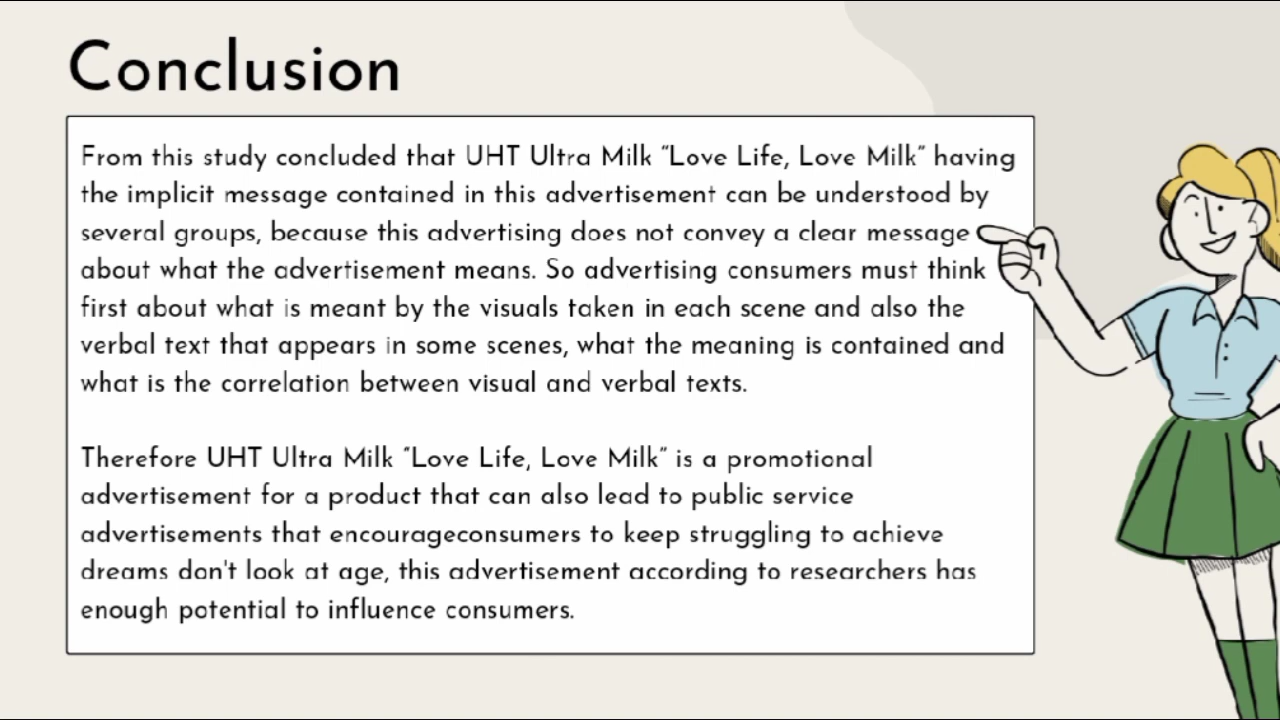 Conclusion
From this study concluded that UHT Ultra Milk “Love Life, Love Milk” having
the implicit message contained in this advertisement can be understood by
several groups, because this advertising does not convey a clear message
about what the advertisement means. So advertising consumers must think
first about what is meant by the visuals taken in each scene and also the
verbal text that appears in some scenes, what the meaning is contained and
what is the correlation between visual and verbal texts.
Therefore UHT Ultra Milk “Love Life, Love Milk” is a promotional
advertisement for a product that can also lead to public service
advertisements that encourageconsumers to keep struggling to achieve
dreams don't look at age, this advertisement according to researchers has
enough potential to influence consumers.